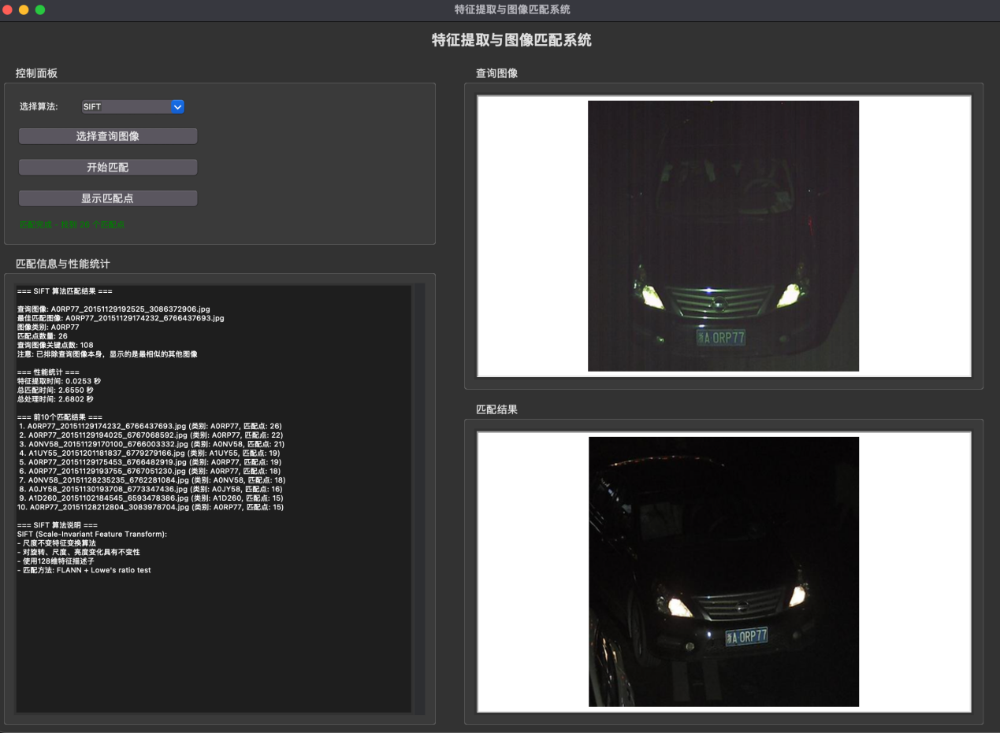 特征提取与图像匹配系统
特征提取与图像匹配系统
控制面板
选择算法: SIFT
选择查询图像
开始匹配
显示匹配点
匹配完成 - 找到 26 个匹配点
匹配信息与性能统计
=== SIFT 算法匹配结果 ===
查询图像: A0RP77_20151129192525_3086372906.jpg
最佳匹配图像: A0RP77_20151129174232_6766437693.jpg
图像类别: A0RP77
匹配点数量: 26
查询图像关键点数: 108
注意: 已排除查询图像本身，显示的是最相似的其他图像
=== 性能统计 ===
特征提取时间: 0.0253 秒
总匹配时间: 2.6550 秒
总处理时间: 2.6802 秒
=== 前10个匹配结果 ===
1. A0RP77_20151129174232_6766437693.jpg (类别: A0RP77, 匹配点: 26)
2. A0RP77_20151129194025_6767068592.jpg (类别: A0RP77, 匹配点: 22)
3. A0NV58_20151129170100_6766003332.jpg (类别: A0NV58, 匹配点: 21)
4. A1UY55_20151201181837_6779279166.jpg (类别: A1UY55, 匹配点: 19)
5. A0RP77_20151129175453_6766482919.jpg (类别: A0RP77, 匹配点: 19)
6. A0RP77_20151129193755_6767051230.jpg (类别: A0RP77, 匹配点: 18)
7. A0NV58_20151128235235_6762281084.jpg (类别: A0NV58, 匹配点: 18)
8. A0JY58_20151130193708_6773347436.jpg (类别: A0JY58, 匹配点: 16)
9. A1D260_20151102184545_6593478386.jpg (类别: A1D260, 匹配点: 15)
10. A0RP77_20151128212804_3083978704.jpg (类别: A0RP77, 匹配点: 15)
=== SIFT 算法说明 ===
SIFT (Scale-Invariant Feature Transform):
- 尺度不变特征变换算法
- 对旋转、尺度、亮度变化具有不变性
- 使用128维特征描述子
- 匹配方法: FLANN + Lowe's ratio test
查询图像
浙A 0RP77
匹配结果
浙A 0RP77